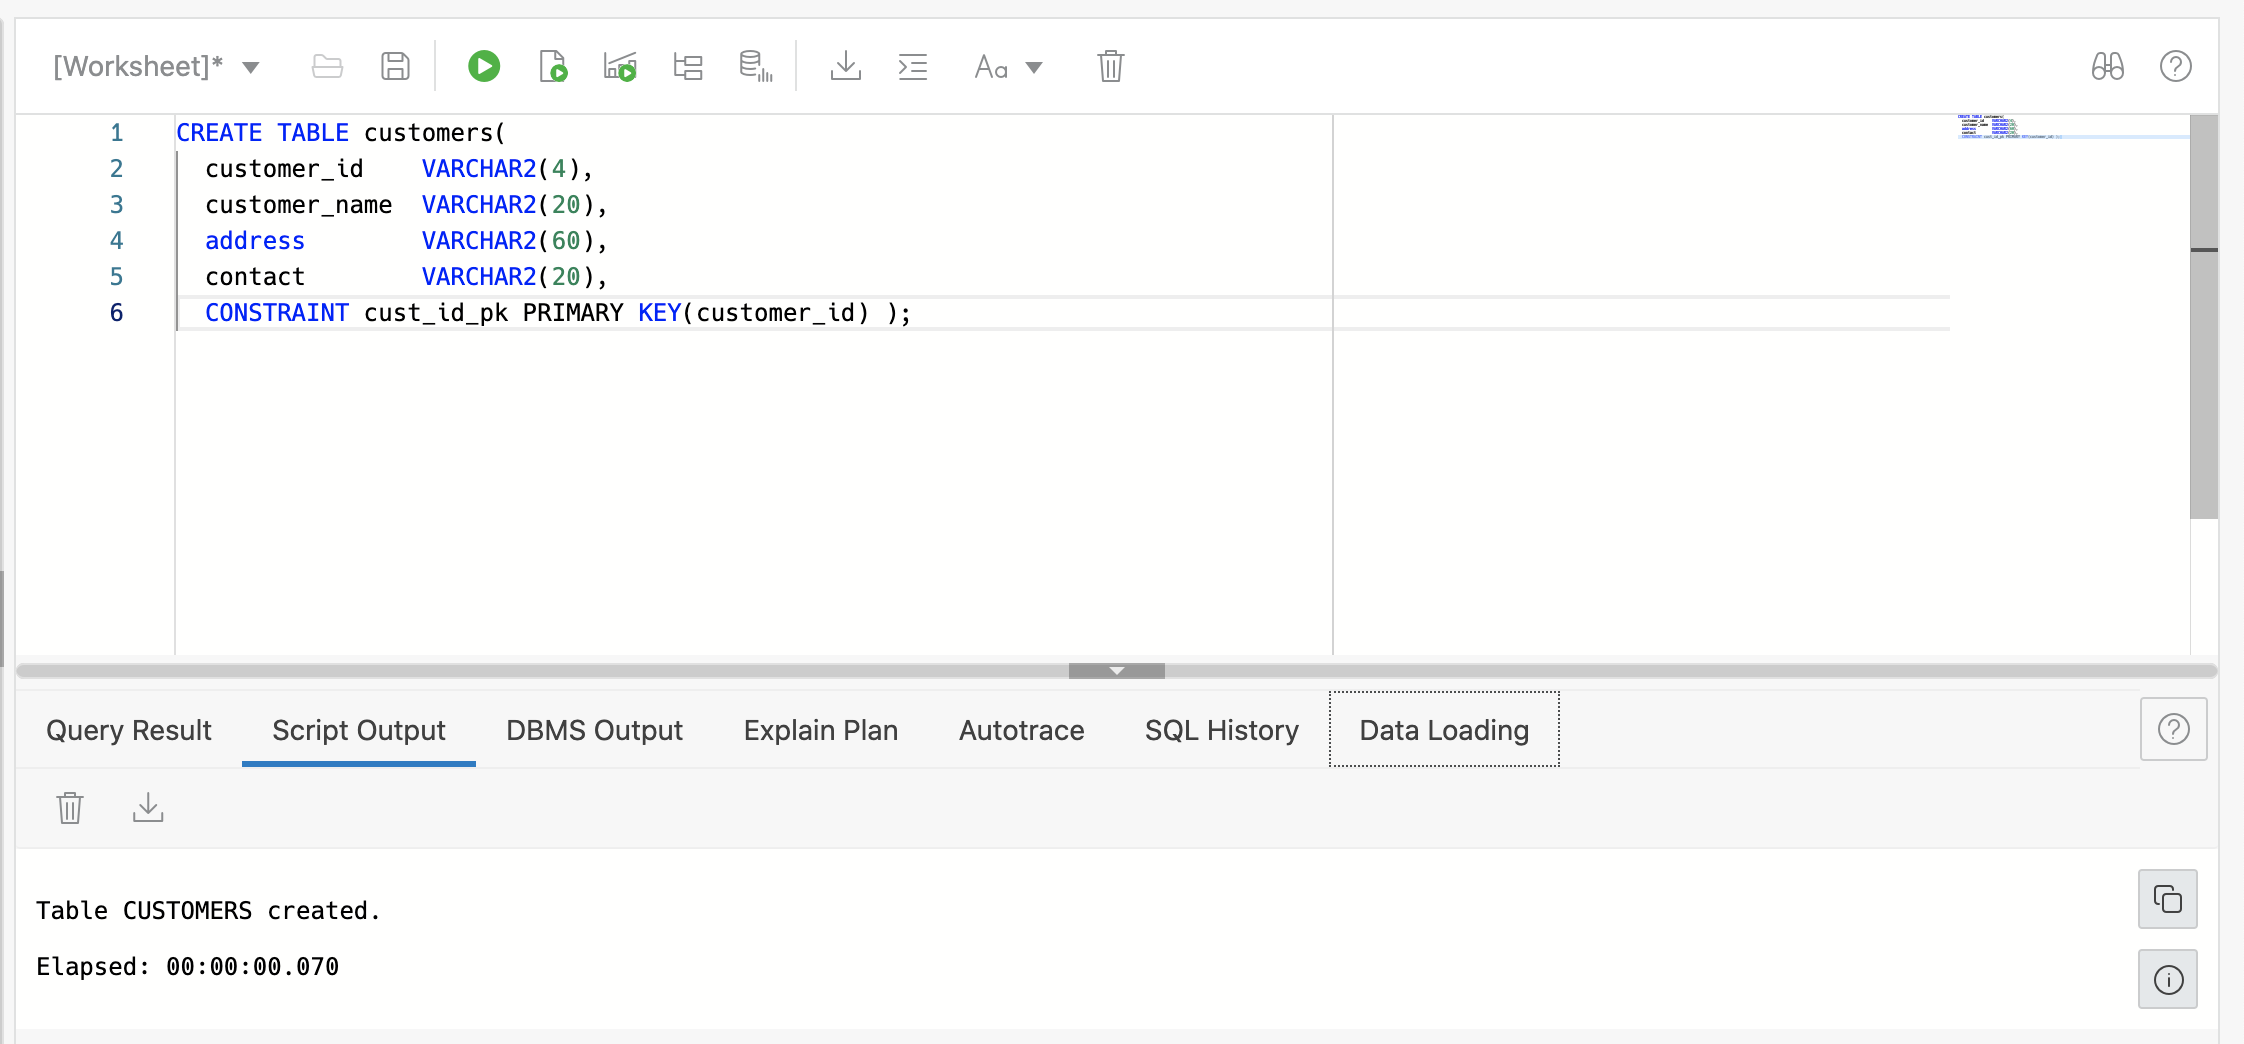 [Worksheet]*
Aa
1 CREATE TABLE customers(
2   customer_id    VARCHAR2(4),
3   customer_name  VARCHAR2(20),
4   address        VARCHAR2(60),
5   contact        VARCHAR2(20),
6   CONSTRAINT cust_id_pk PRIMARY KEY(customer_id) );
Query Result Script Output DBMS Output Explain Plan Autotrace SQL History Data Loading
Table CUSTOMERS created.
Elapsed: 00:00:00.070